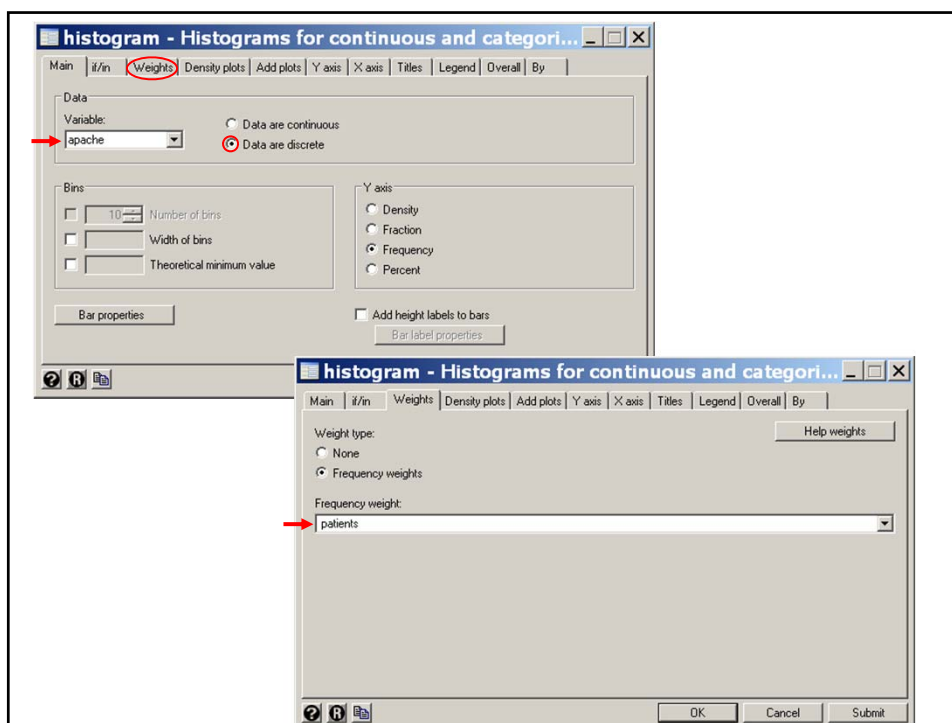 histogram - Histograms for continuous and categori...
Main if/in Weights Density plots Add plots Y axis X axis Titles Legend Overall By
Data
Variable:
apache
Data are continuous
Data are discrete
Bins
10 Number of bins
Width of bins
Theoretical minimum value
Y axis
Density
Fraction
Frequency
Percent
Bar properties
Add height labels to bars
Bar label properties
? R
histogram - Histograms for continuous and categori...
Main if/in Weights Density plots Add plots Y axis X axis Titles Legend Overall By
Weight type:
Help weights
None
Frequency weights
Frequency weight:
patients
? R
OK Cancel Submit